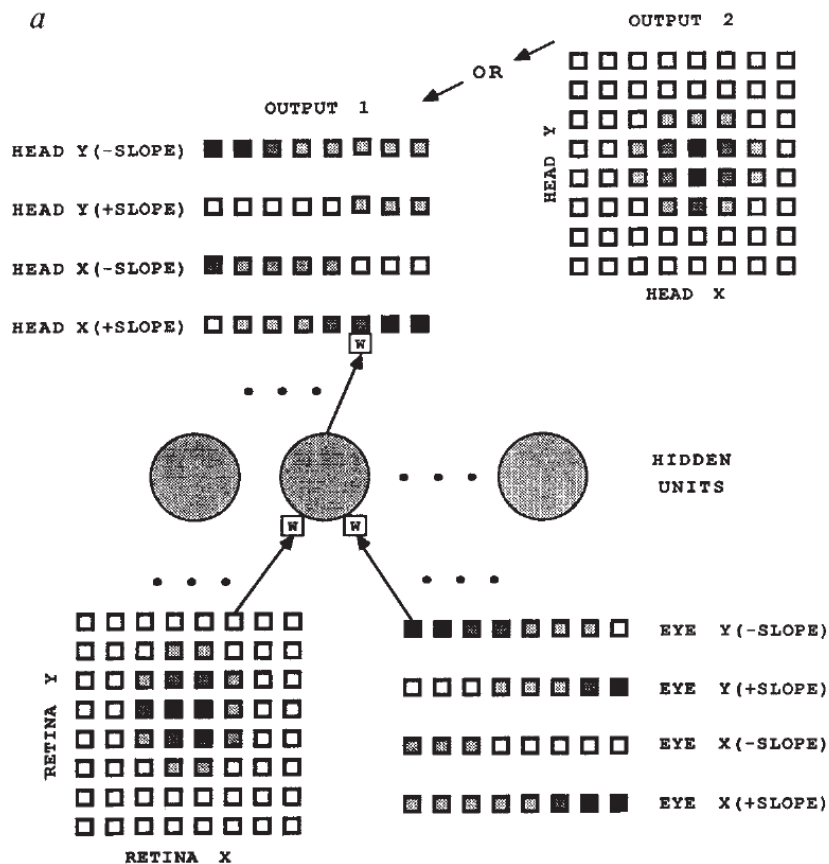 a
OUTPUT 2
OR
OUTPUT 1
HEAD Y
HEAD Y(-SLOPE)
HEAD Y(+SLOPE)
HEAD X(-SLOPE)
HEAD X
HEAD X(+SLOPE)
W
HIDDEN
UNITS
W W
RETINA Y
EYE Y(-SLOPE)
EYE Y(+SLOPE)
EYE X(-SLOPE)
EYE X(+SLOPE)
RETINA X